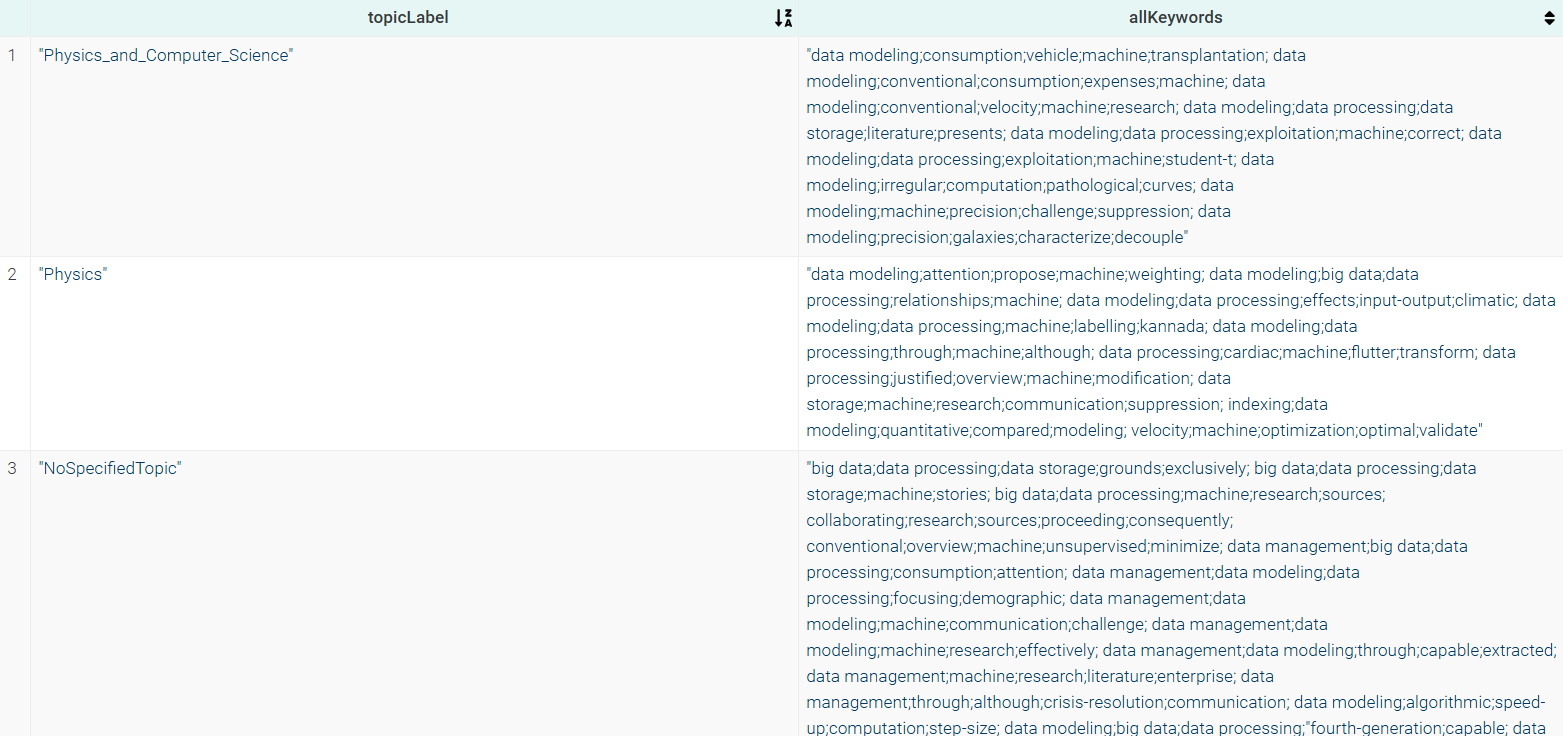 topicLabel allKeywords
1 "Physics_and_Computer_Science" "data modeling;consumption;vehicle;machine;transplantation; data
modeling;conventional;consumption;expenses;machine; data
modeling;conventional;velocity;machine;research; data modeling;data processing;data
storage;literature;presents; data modeling;data processing;exploitation;machine;correct; data
modeling;data processing;exploitation;machine;student-t; data
modeling;irregular;computation;pathological;curves; data
modeling;machine;precision;challenge;suppression; data
modeling;precision;galaxies;characterize;decouple"
2 "Physics" "data modeling;attention;propose;machine;weighting; data modeling;big data;data
processing;relationships;machine; data modeling;data processing;effects;input-output;climatic; data
modeling;data processing;machine;labelling;kannada; data modeling;data
processing;through;machine;although; data processing;cardiac;machine;flutter;transform; data
processing;justified;overview;machine;modification; data
storage;machine;research;communication;suppression; indexing;data
modeling;quantitative;compared;modeling; velocity;machine;optimization;optimal;validate"
3 "NoSpecifiedTopic" "big data;data processing;data storage;grounds;exclusively; big data;data processing;data
storage;machine;stories; big data;data processing;machine;research;sources;
collaborating;research;sources;proceeding;consequently;
conventional;overview;machine;unsupervised;minimize; data management;big data;data
processing;consumption;attention; data management;data modeling;data
processing;focusing;demographic; data management;data
modeling;machine;communication;challenge; data management;data
modeling;machine;research;effectively; data management;data modeling;through;capable;extracted;
data management;machine;research;literature;enterprise; data
management;through;although;crisis-resolution;communication; data modeling;algorithmic;speed-
up;computation;step-size; data modeling;big data;data processing;"fourth-generation;capable; data